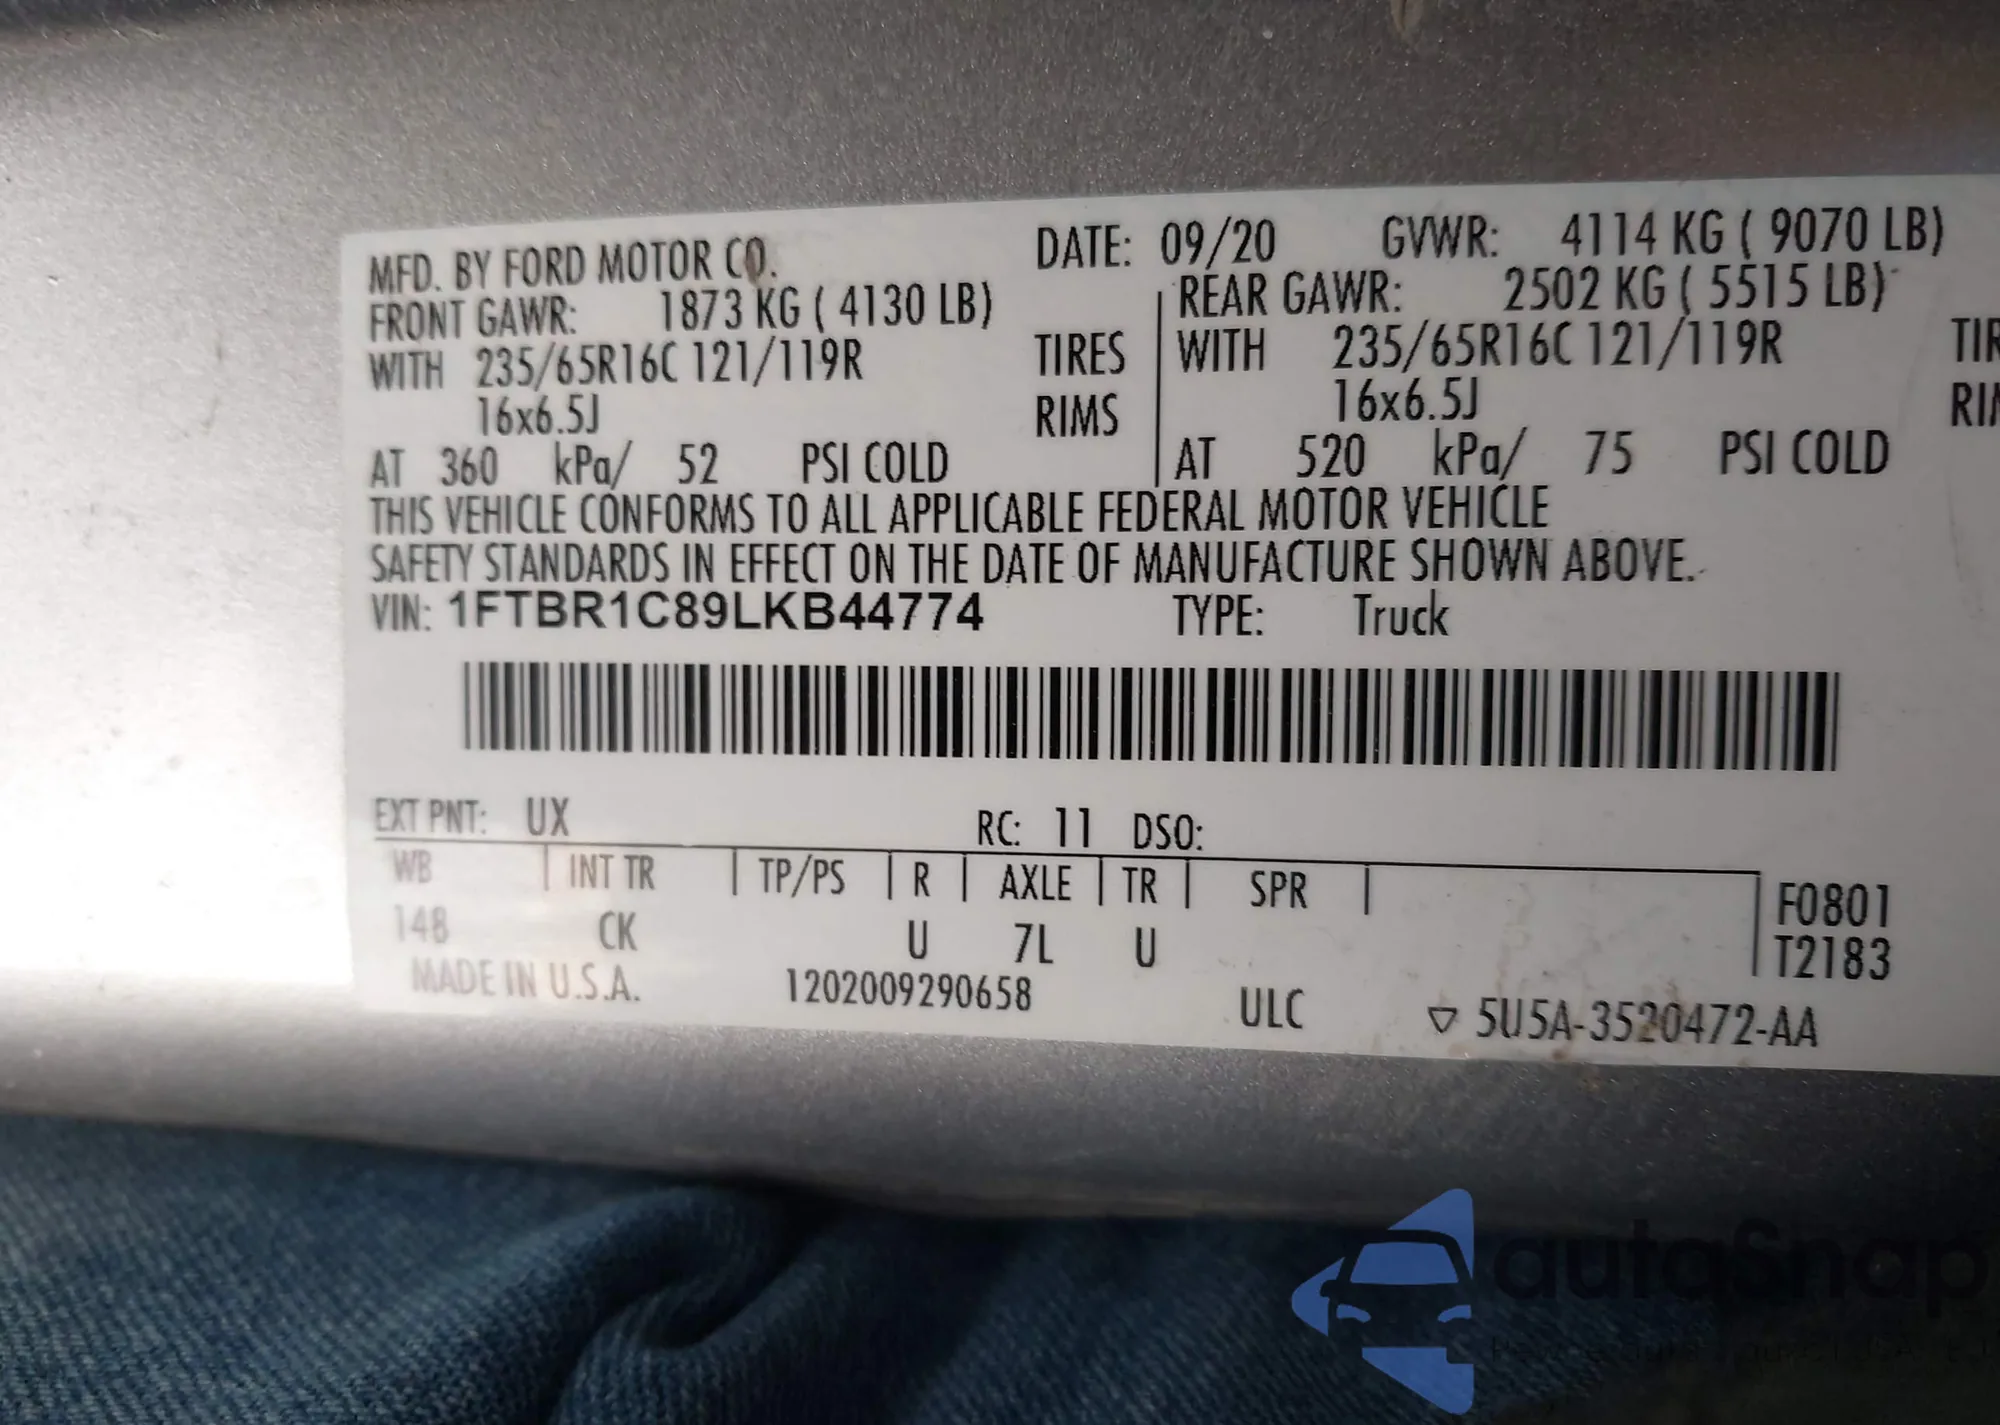 MFD. BY FORD MOTOR CO. DATE: 09/20 GVWR: 4114 KG ( 9070 LB)
FRONT GAWR: 1873 KG ( 4130 LB) REAR GAWR: 2502 KG ( 5515 LB)
WITH 235/65R16C 121/119R TIRES WITH 235/65R16C 121/119R TIR
16x6.5J RIMS 16x6.5J RI
AT 360 kPa/ 52 PSI COLD AT 520 kPa/ 75 PSI COLD
THIS VEHICLE CONFORMS TO ALL APPLICABLE FEDERAL MOTOR VEHICLE
SAFETY STANDARDS IN EFFECT ON THE DATE OF MANUFACTURE SHOWN ABOVE.
VIN: 1FTBR1C89LKB44774 TYPE: Truck
EXT PNT: UX RC: 11 DSO:
WB INT TR TP/PS R AXLE TR SPR F0801
148 CK U 7L U T2183
MADE IN U.S.A. 1202009290658 ULC ▽ 5U5A-3520472-AA
autoSnap